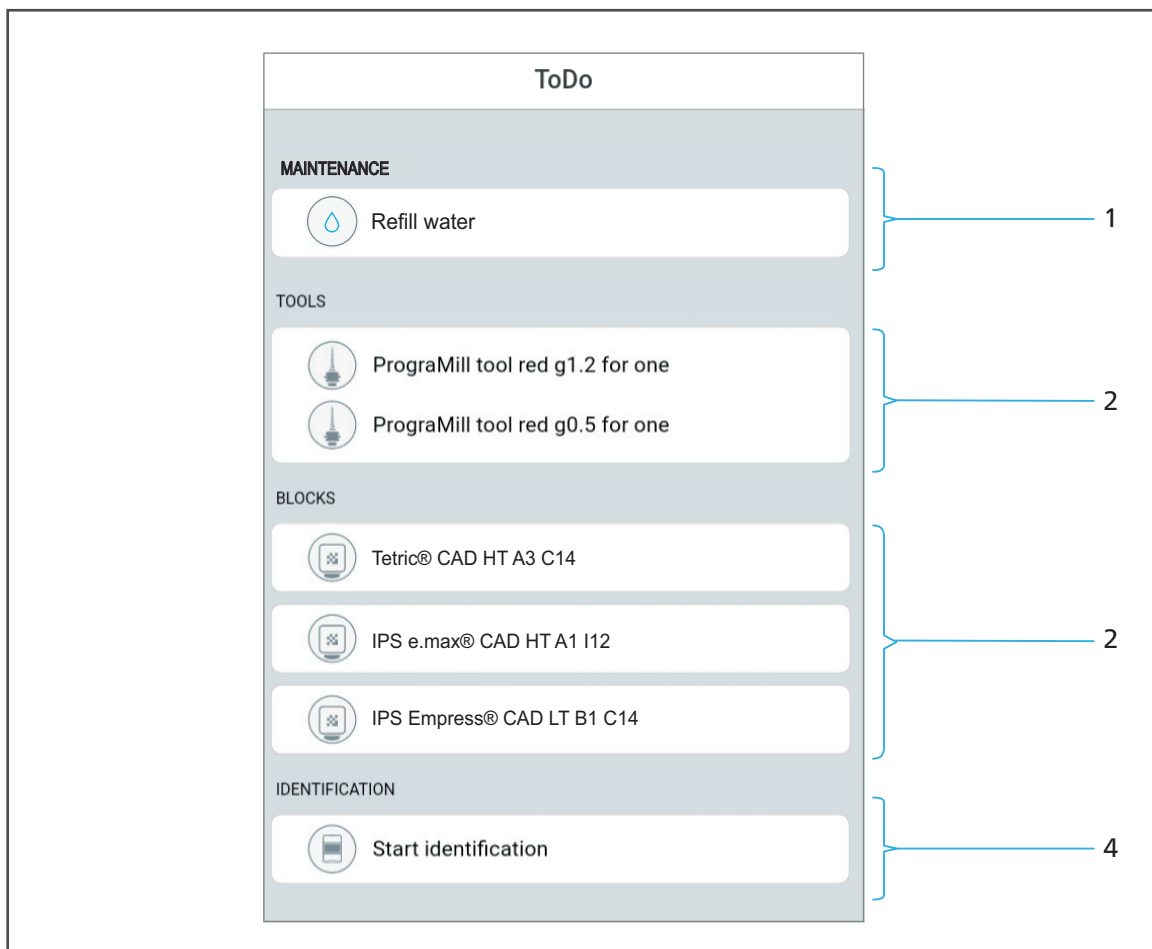 ToDo
MAINTENANCE
Refill water
1
TOOLS
PrograMill tool red g1.2 for one
PrograMill tool red g0.5 for one
2
BLOCKS
Tetric® CAD HT A3 C14
IPS e.max® CAD HT A1 I12
2
IPS Empress® CAD LT B1 C14
IDENTIFICATION
Start identification
4